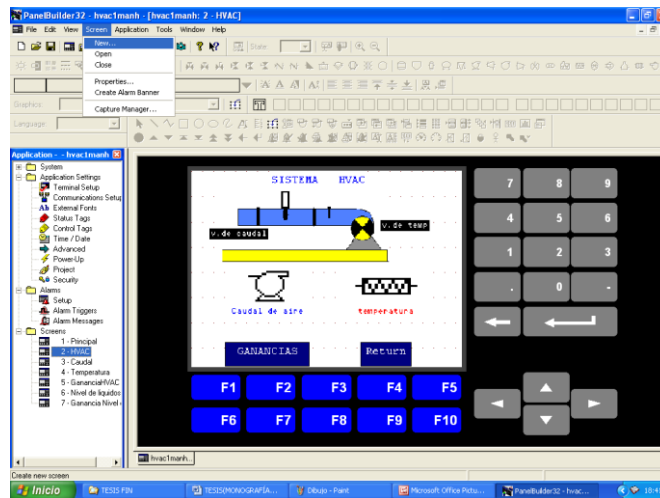 PanelBuilder32 - hvac1manh - [hvac1manh: 2 - HVAC]
File Edit View Screen Application Tools Window Help
New...
Open
Close
Properties...
Create Alarm Banner
Capture Manager...
State
Graphics:
Language:
Application - - hvac1manh
System
Application Settings
Terminal Setup
Communications Setup
External Fonts
Status Tags
Control Tags
Time / Date
Advanced
Power-Up
Project
Security
Alarms
Setup
Alarm Triggers
Alarm Messages
Screens
1 - Principal
2 - HVAC
3 - Caudal
4 - Temperatura
5 - GananciaHVAC
6 - Nivel de liquidos
7 - Ganancia Nivel
SISTEMA HVAC
v.de caudal
v.de temp
Caudal de aire
temperatura
GANANCIAS
Return
7 8 9
4 5 6
1 2 3
. 0 -
F1 F2 F3 F4 F5
F6 F7 F8 F9 F10
hvac1manh..
Create new screen
Inicio
TESIS FIN
TESIS(MONOGRAFÍA...
Dibujo - Paint
Microsoft Office Pictu...
PanelBuilder32 - hvac...